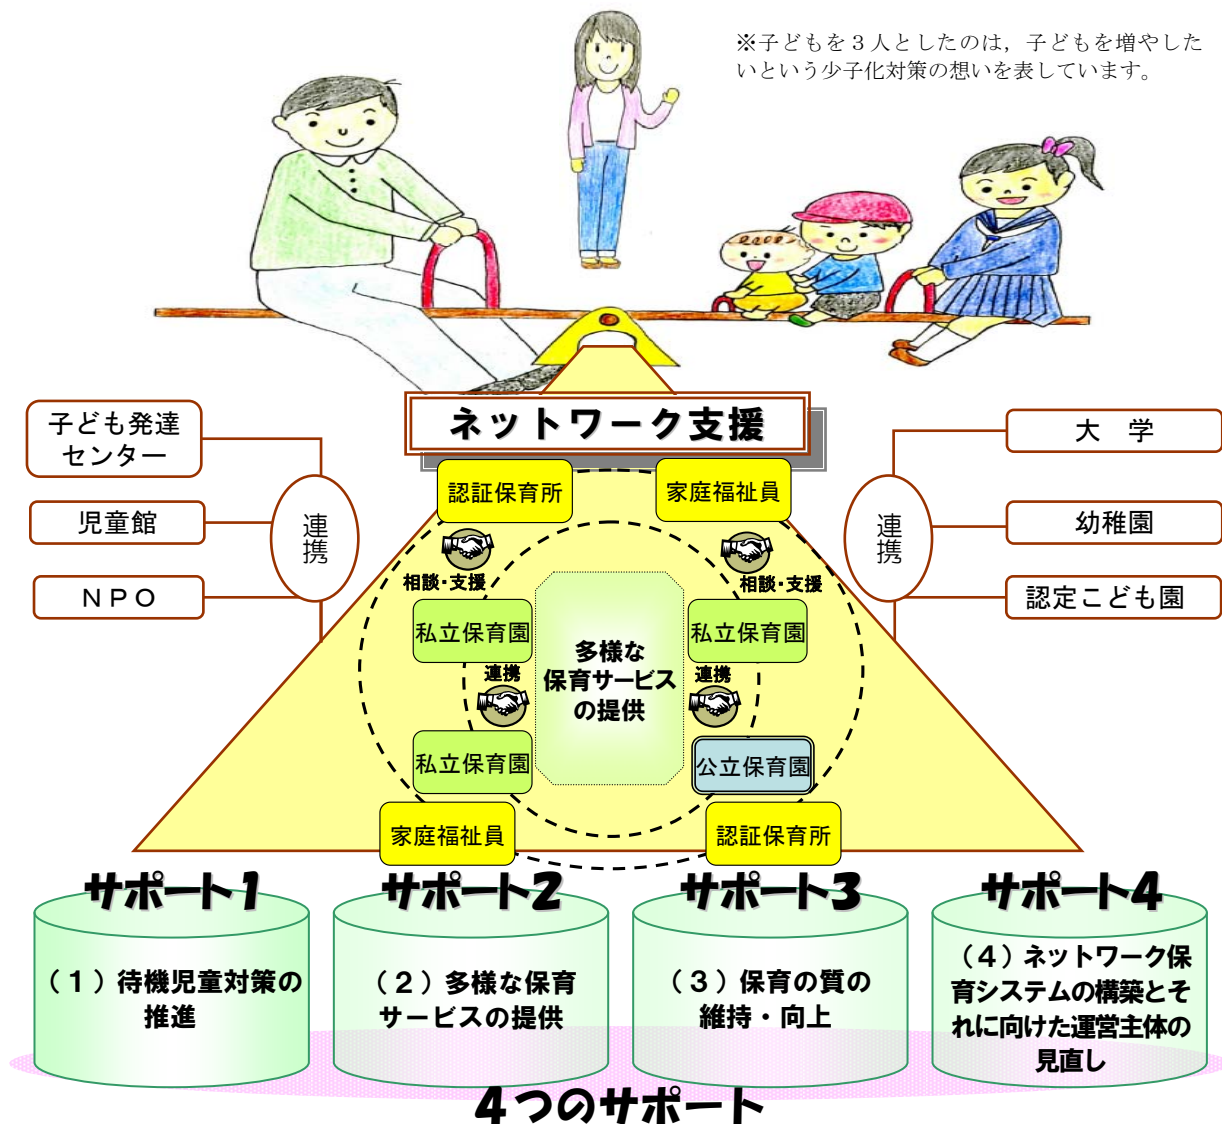 ※子どもを３人としたのは，子どもを増やした
いという少子化対策の想いを表しています。
ネットワーク支援
子ども発達
センター
児童館
ＮＰＯ
連携
大　学
幼稚園
認定こども園
連携
認証保育所
家庭福祉員
相談・支援
相談・支援
私立保育園
私立保育園
多様な
保育サービス
の提供
連携
連携
私立保育園
公立保育園
家庭福祉員
認証保育所
サポート1
サポート2
サポート3
サポート4
（１）待機児童対策の
推進
（２）多様な保育
サービスの提供
（３）保育の質の
維持・向上
（４）ネットワーク保
育システムの構築とそ
れに向けた運営主体の
見直し
４つのサポート